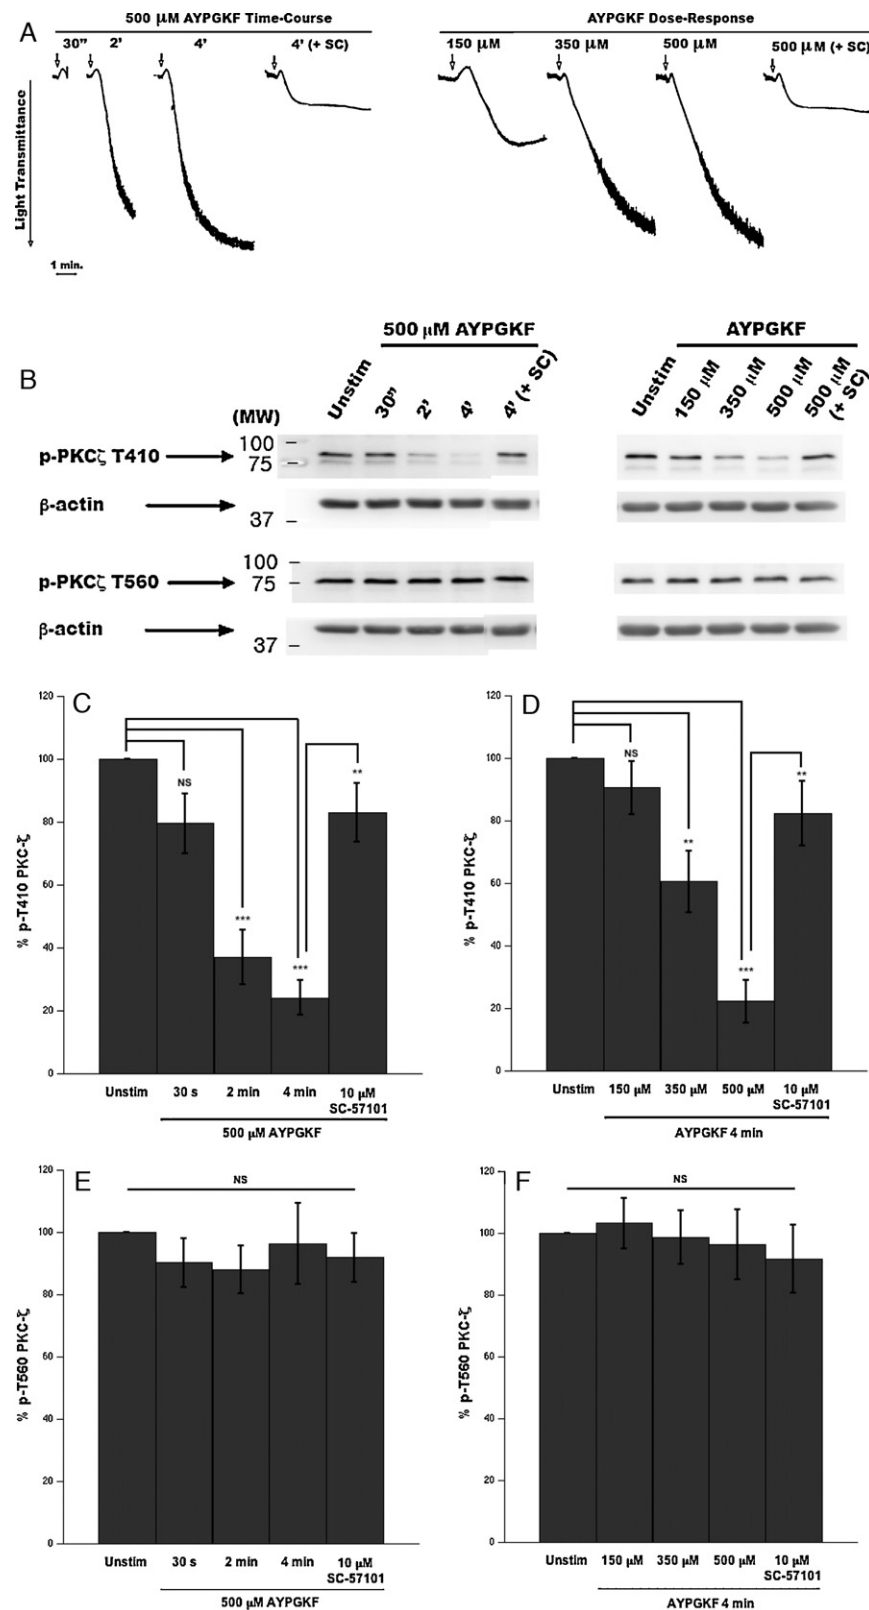 A
500 μM AYPGKF Time-Course
30" 2' 4' 4' (+ SC)
AYPGKF Dose-Response
150 μM 350 μM 500 μM 500 μM (+ SC)
Light Transmittance
1 min.
B
500 μM AYPGKF
Unstim 30" 2' 4' 4' (+ SC)
AYPGKF
Unstim 150 μM 350 μM 500 μM 500 μM (+ SC)
(MW)
p-PKCζ T410
100
75
β-actin
37
p-PKCζ T560
100
75
β-actin
37
C
% p-T410 PKC-ζ
120
100
80
60
40
20
0
NS
***
***
**
Unstim 30 s 2 min 4 min 10 μM SC-57101
500 μM AYPGKF
D
% p-T410 PKC-ζ
120
100
80
60
40
20
0
NS
**
***
**
Unstim 150 μM 350 μM 500 μM 10 μM SC-57101
AYPGKF 4 min
E
% p-T560 PKC-ζ
120
100
80
60
40
20
0
NS
Unstim 30 s 2 min 4 min 10 μM SC-57101
500 μM AYPGKF
F
% p-T560 PKC-ζ
120
100
80
60
40
20
0
NS
Unstim 150 μM 350 μM 500 μM 10 μM SC-57101
AYPGKF 4 min